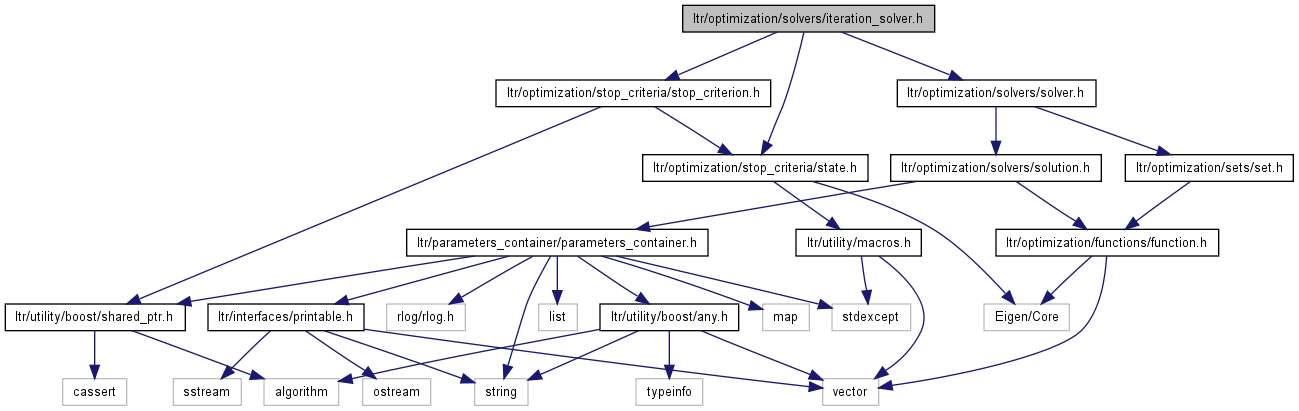 ltr/optimization/solvers/iteration_solver.h
ltr/optimization/stop_criteria/stop_criterion.h
ltr/optimization/solvers/solver.h
ltr/optimization/stop_criteria/state.h
ltr/optimization/solvers/solution.h
ltr/optimization/sets/set.h
ltr/parameters_container/parameters_container.h
ltr/utility/macros.h
ltr/optimization/functions/function.h
ltr/utility/boost/shared_ptr.h
ltr/interfaces/printable.h
rlog/rlog.h
list
ltr/utility/boost/any.h
map
stdexcept
Eigen/Core
cassert
sstream
algorithm
ostream
string
typeinfo
vector